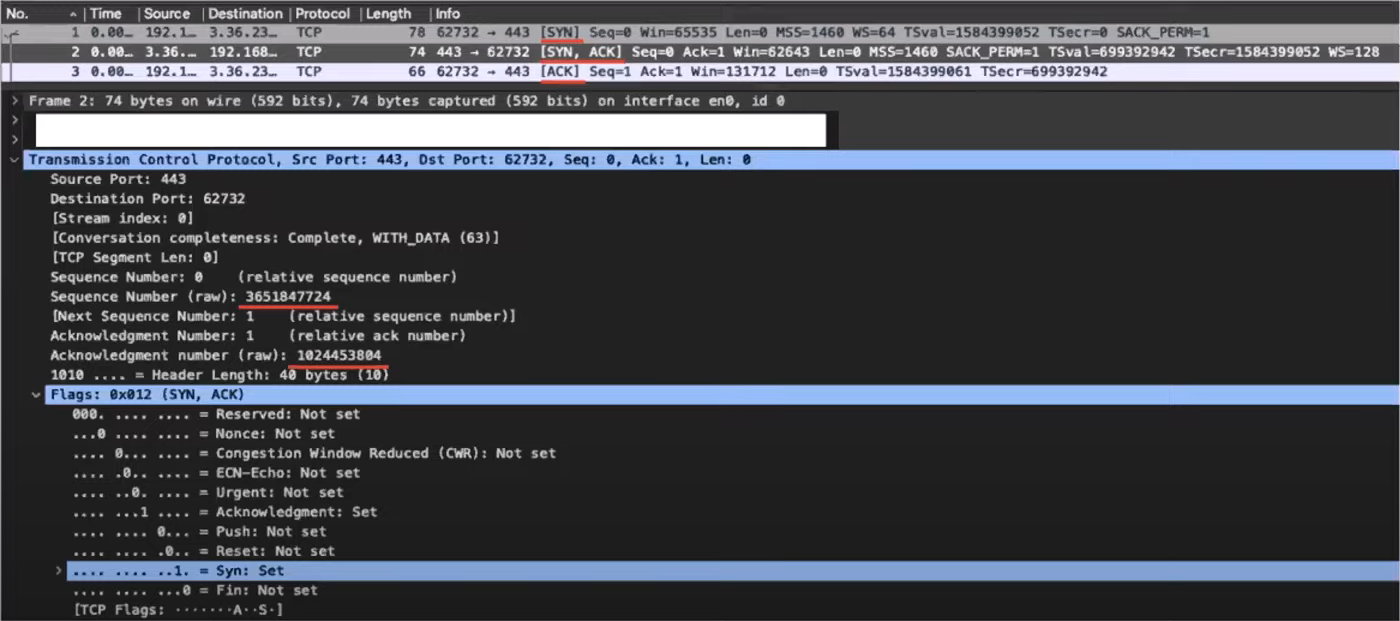 No. Time Source Destination Protocol Length Info
1 0.00… 192.1… 3.36.23… TCP 78 62732 → 443 [SYN] Seq=0 Win=65535 Len=0 MSS=1460 WS=64 TSval=1584399052 TSecr=0 SACK_PERM=1
2 0.00… 3.36.… 192.168… TCP 74 443 → 62732 [SYN, ACK] Seq=0 Ack=1 Win=62643 Len=0 MSS=1460 SACK_PERM=1 TSval=699392942 TSecr=1584399052 WS=128
3 0.00… 192.1… 3.36.23… TCP 66 62732 → 443 [ACK] Seq=1 Ack=1 Win=131712 Len=0 TSval=1584399061 TSecr=699392942
Frame 2: 74 bytes on wire (592 bits), 74 bytes captured (592 bits) on interface en0, id 0
Transmission Control Protocol, Src Port: 443, Dst Port: 62732, Seq: 0, Ack: 1, Len: 0
Source Port: 443
Destination Port: 62732
[Stream index: 0]
[Conversation completeness: Complete, WITH_DATA (63)]
[TCP Segment Len: 0]
Sequence Number: 0 (relative sequence number)
Sequence Number (raw): 3651847724
[Next Sequence Number: 1 (relative sequence number)]
Acknowledgment Number: 1 (relative ack number)
Acknowledgment number (raw): 1024453804
1010 .... = Header Length: 40 bytes (10)
Flags: 0x012 (SYN, ACK)
000. .... .... = Reserved: Not set
...0 .... .... = Nonce: Not set
.... 0... .... = Congestion Window Reduced (CWR): Not set
.... .0.. .... = ECN-Echo: Not set
.... ..0. .... = Urgent: Not set
.... ...1 .... = Acknowledgment: Set
.... .... 0... = Push: Not set
.... .... .0.. = Reset: Not set
.... .... ..1. = Syn: Set
.... .... ...0 = Fin: Not set
[TCP Flags: ·······A··S·]